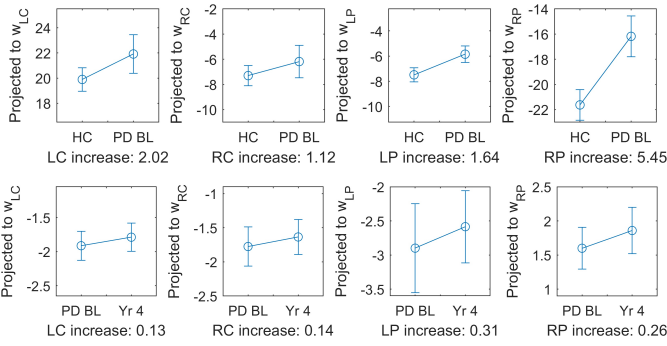 Projected to w_LC
24
22
20
18
HC PD BL
LC increase: 2.02
Projected to w_RC
-2
-4
-6
-8
-10
HC PD BL
RC increase: 1.12
Projected to w_LP
-4
-6
-8
-10
HC PD BL
LP increase: 1.64
Projected to w_RP
-14
-16
-18
-20
-22
HC PD BL
RP increase: 5.45
Projected to w_LC
-1.5
-2
-2.5
PD BL Yr 4
LC increase: 0.13
Projected to w_RC
-1
-1.5
-2
-2.5
PD BL Yr 4
RC increase: 0.14
Projected to w_LP
-2
-2.5
-3
-3.5
PD BL Yr 4
LP increase: 0.31
Projected to w_RP
2.5
2
1.5
1
PD BL Yr 4
RP increase: 0.26